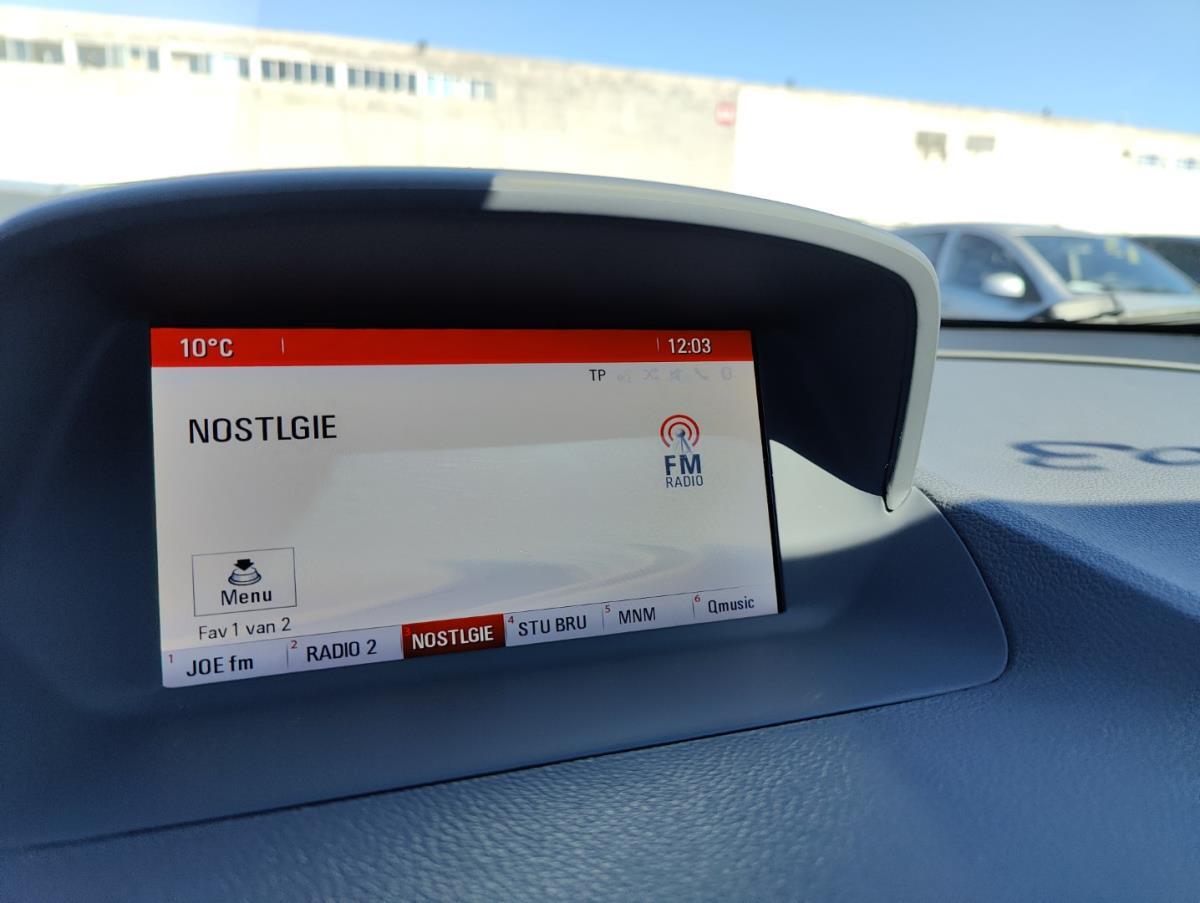 10°C 12:03
TP
NOSTLGIE
FM
RADIO
Menu
Fav 1 van 2
1 JOE fm 2 RADIO 2 3 NOSTLGIE 4 STU BRU 5 MNM 6 Qmusic